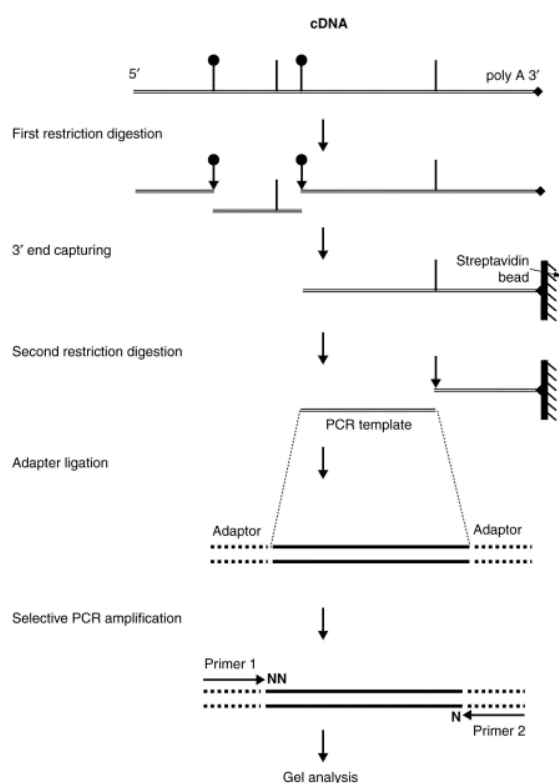 cDNA
5′
poly A 3′
First restriction digestion
3′ end capturing
Streptavidin
bead
Second restriction digestion
PCR template
Adapter ligation
Adaptor
Adaptor
Selective PCR amplification
Primer 1
NN
N
Primer 2
Gel analysis